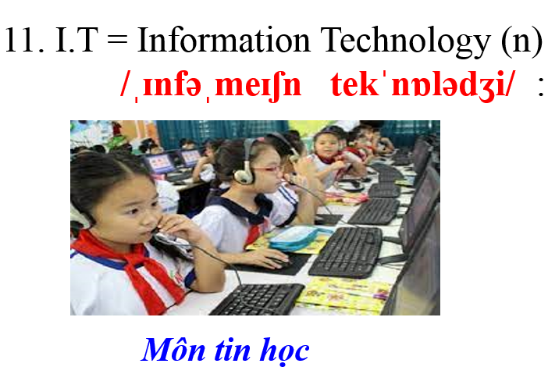 11. I.T = Information Technology (n)
/ˌɪnfəˌmeɪʃn tekˈnɒlədʒi/ :
Môn tin học